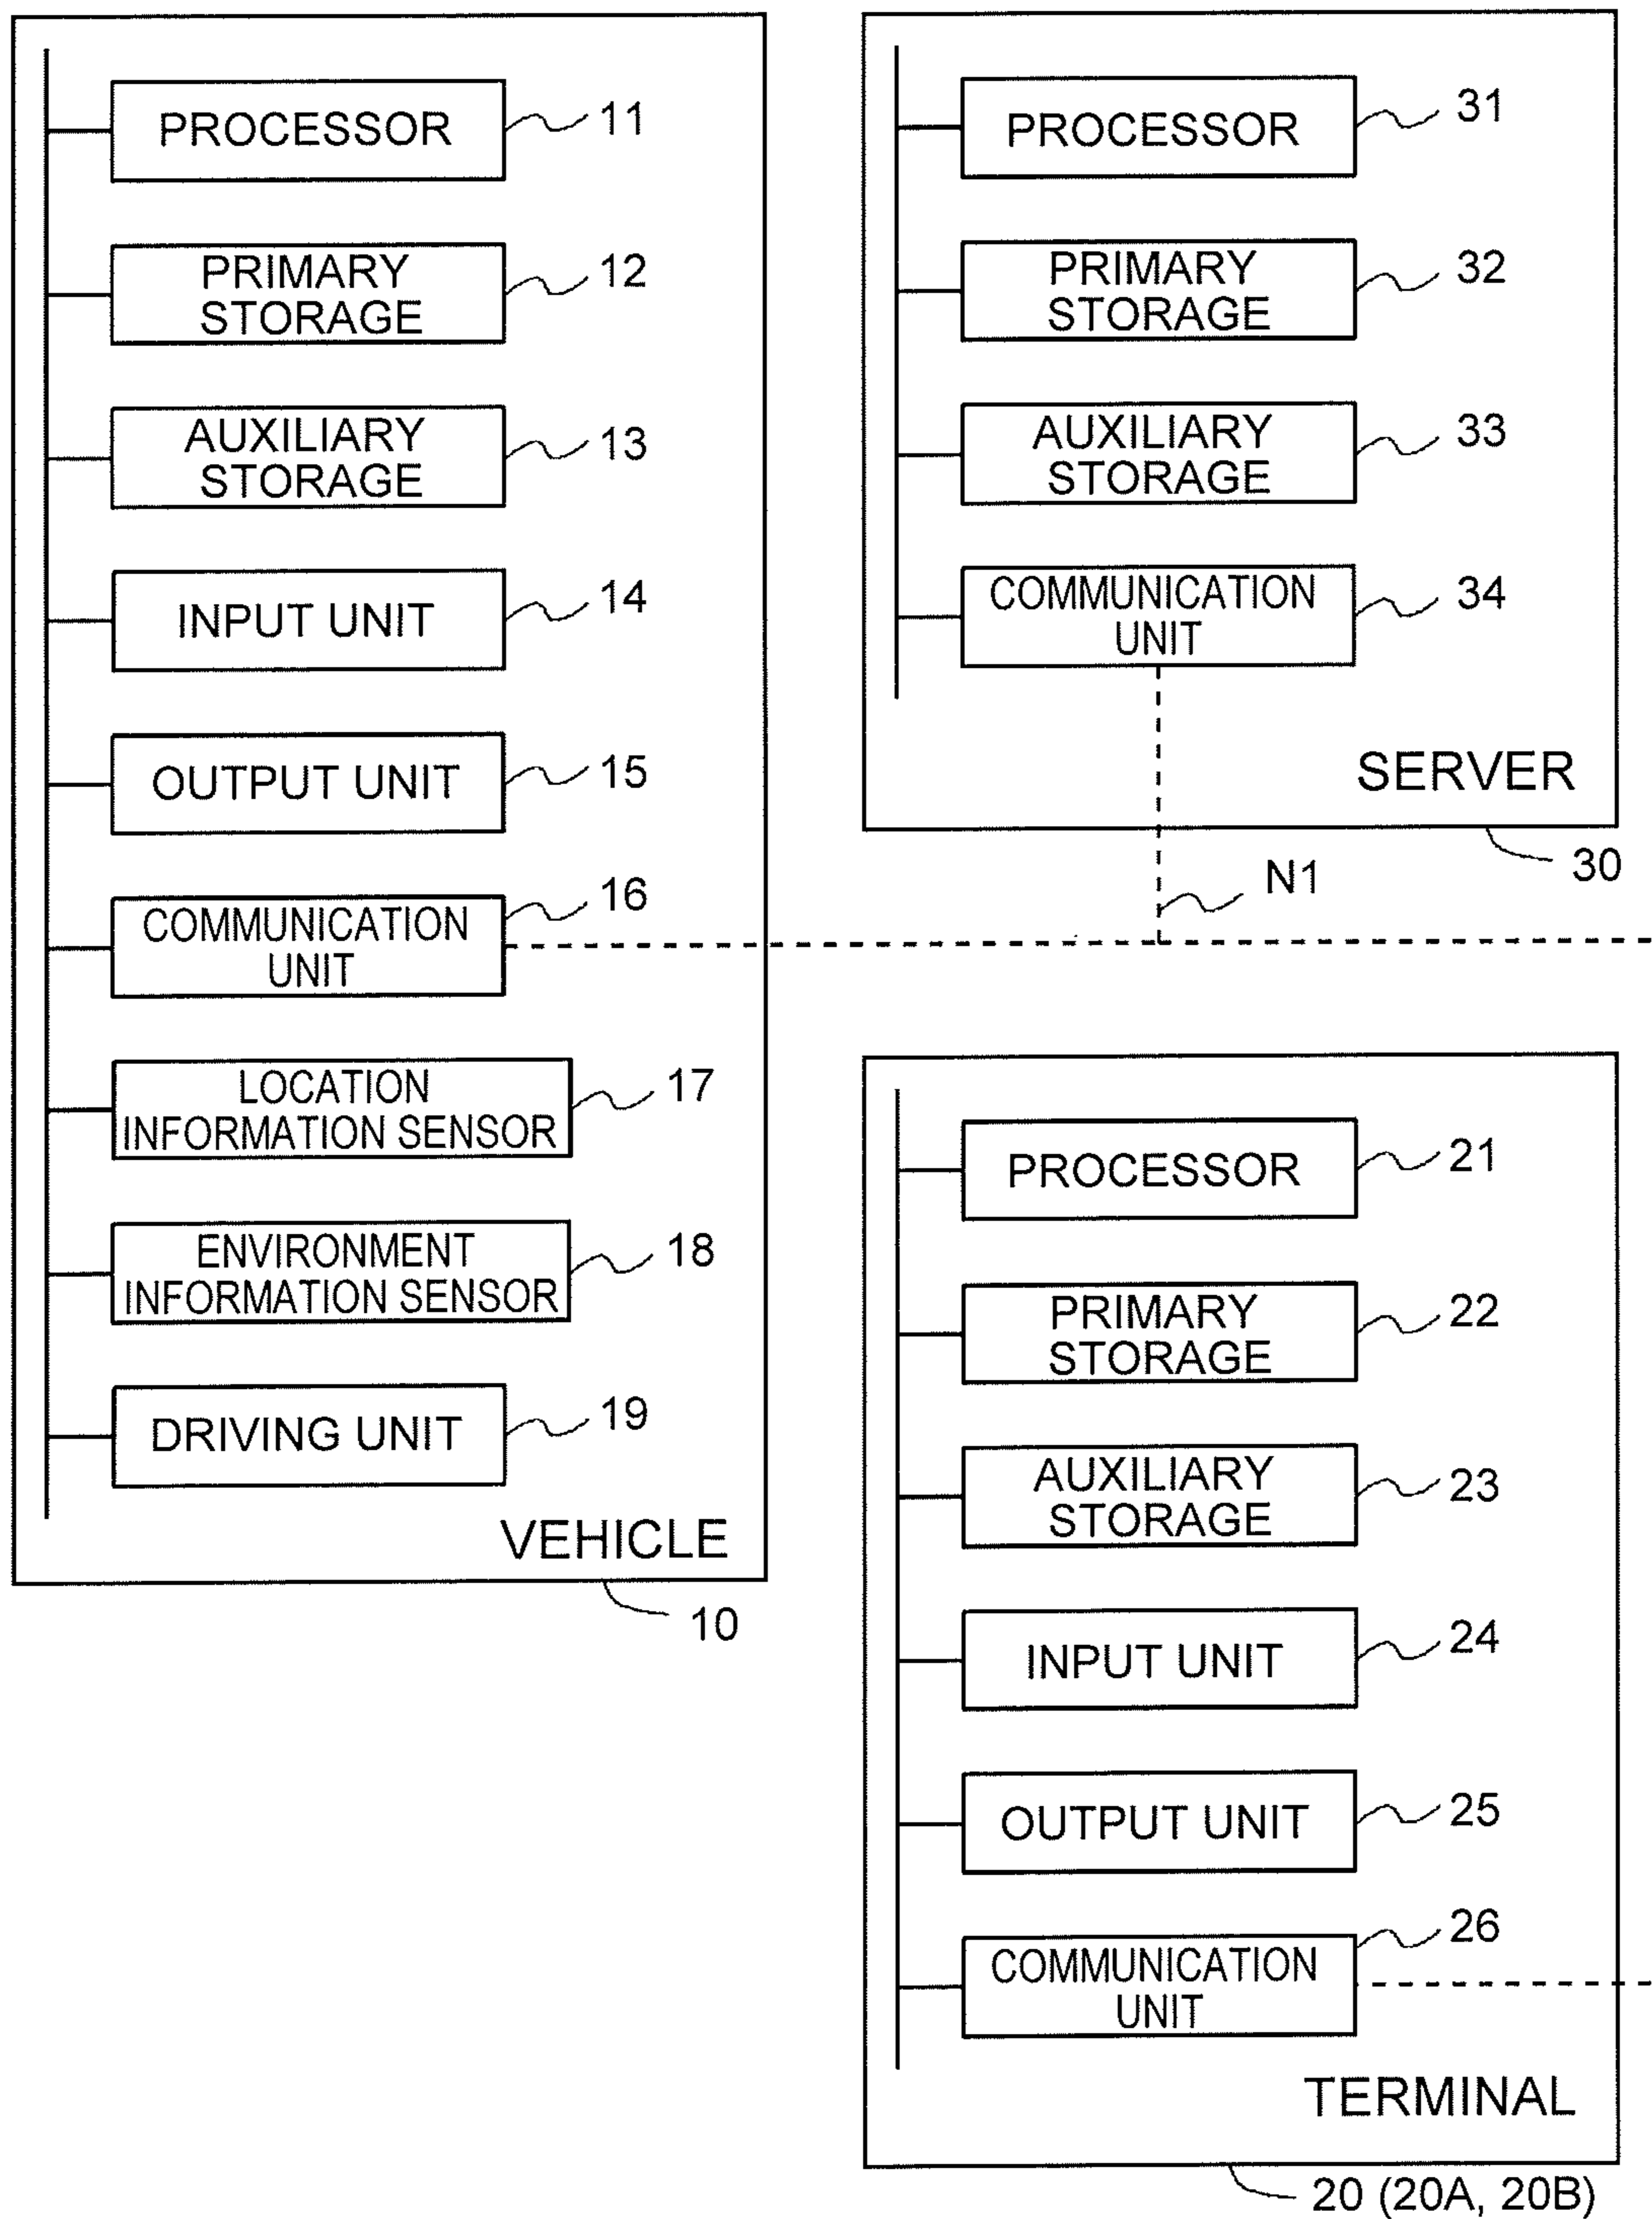 PROCESSOR
11
PRIMARY
STORAGE
12
AUXILIARY
STORAGE
13
INPUT UNIT
14
OUTPUT UNIT
15
COMMUNICATION
UNIT
16
LOCATION
INFORMATION SENSOR
17
ENVIRONMENT
INFORMATION SENSOR
18
DRIVING UNIT
19
VEHICLE
10
PROCESSOR
31
PRIMARY
STORAGE
32
AUXILIARY
STORAGE
33
COMMUNICATION
UNIT
34
SERVER
30
N1
PROCESSOR
21
PRIMARY
STORAGE
22
AUXILIARY
STORAGE
23
INPUT UNIT
24
OUTPUT UNIT
25
COMMUNICATION
UNIT
26
TERMINAL
20 (20A, 20B)